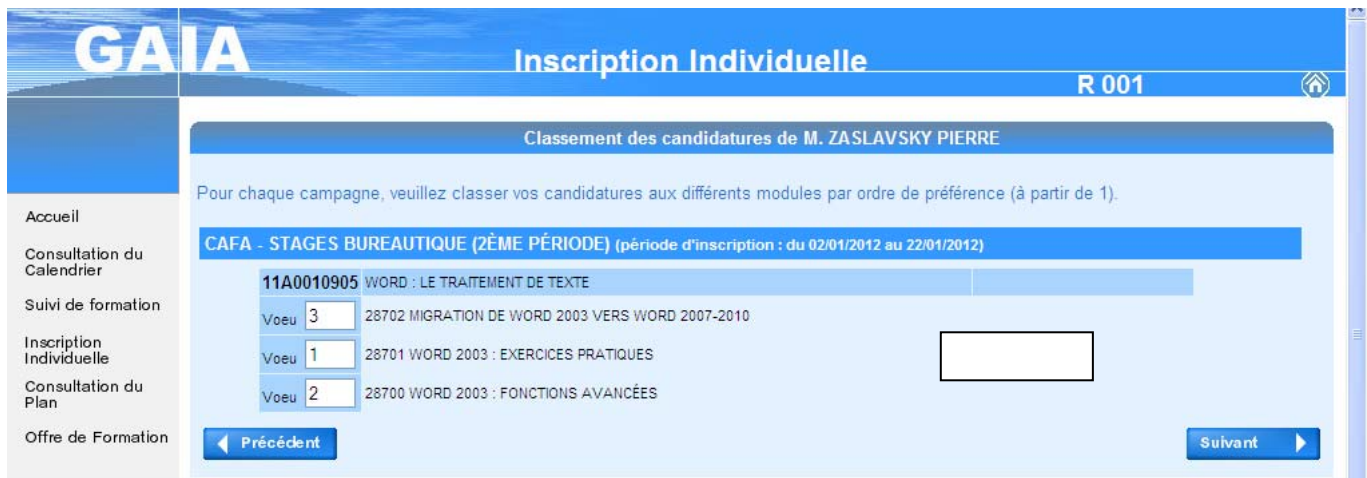 GAIA
Inscription Individuelle
R 001
Classement des candidatures de M. ZASLAVSKY PIERRE
Pour chaque campagne, veuillez classer vos candidatures aux différents modules par ordre de préférence (à partir de 1).
Accueil
Consultation du
Calendrier
Suivi de formation
Inscription
Individuelle
Consultation du
Plan
Offre de Formation
CAFA - STAGES BUREAUTIQUE (2ÈME PÉRIODE) (période d'inscription : du 02/01/2012 au 22/01/2012)
11A0010905 WORD : LE TRAITEMENT DE TEXTE
Voeu 3 28702 MIGRATION DE WORD 2003 VERS WORD 2007-2010
Voeu 1 28701 WORD 2003 : EXERCICES PRATIQUES
Voeu 2 28700 WORD 2003 : FONCTIONS AVANCÉES
Précédent
Suivant